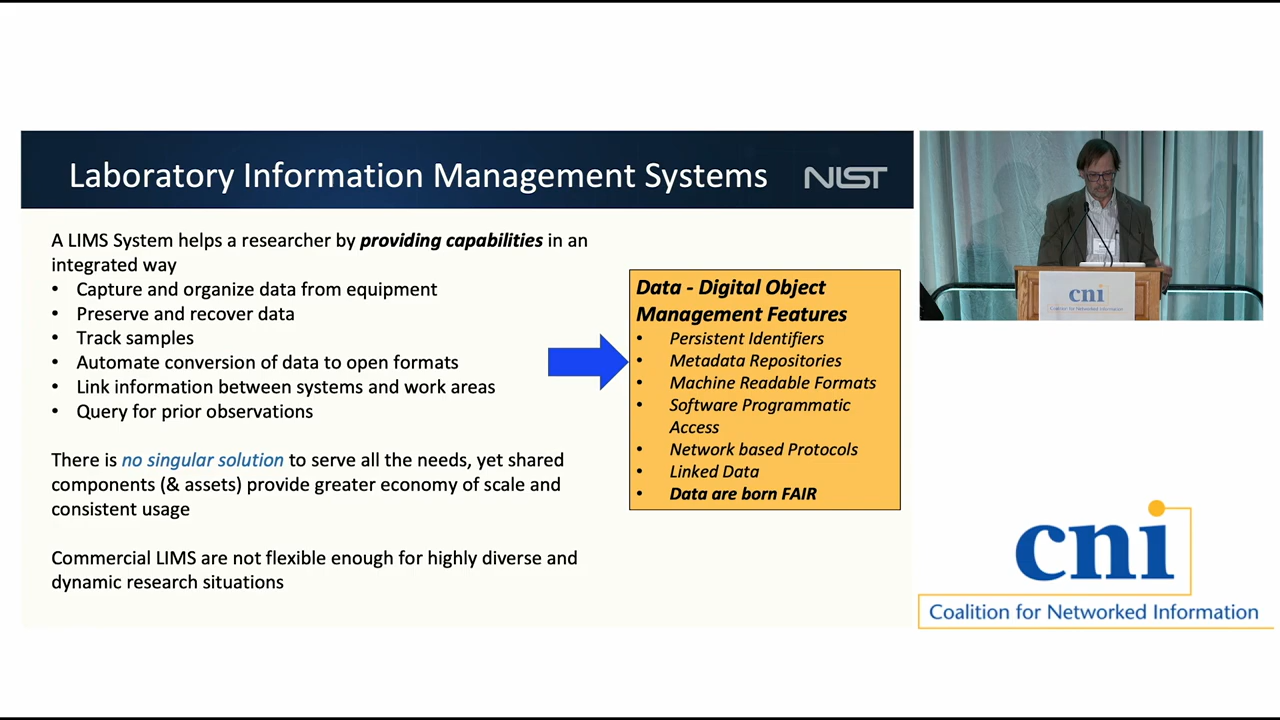 Laboratory Information Management Systems
NIST
A LIMS System helps a researcher by providing capabilities in an
integrated way
• Capture and organize data from equipment
• Preserve and recover data
• Track samples
• Automate conversion of data to open formats
• Link information between systems and work areas
• Query for prior observations
There is no singular solution to serve all the needs, yet shared
components (& assets) provide greater economy of scale and
consistent usage
Commercial LIMS are not flexible enough for highly diverse and
dynamic research situations
Data - Digital Object
Management Features
• Persistent Identifiers
• Metadata Repositories
• Machine Readable Formats
• Software Programmatic
Access
• Network based Protocols
• Linked Data
• Data are born FAIR
cni
Coalition for Networked Information
cni
Coalition for Networked Information